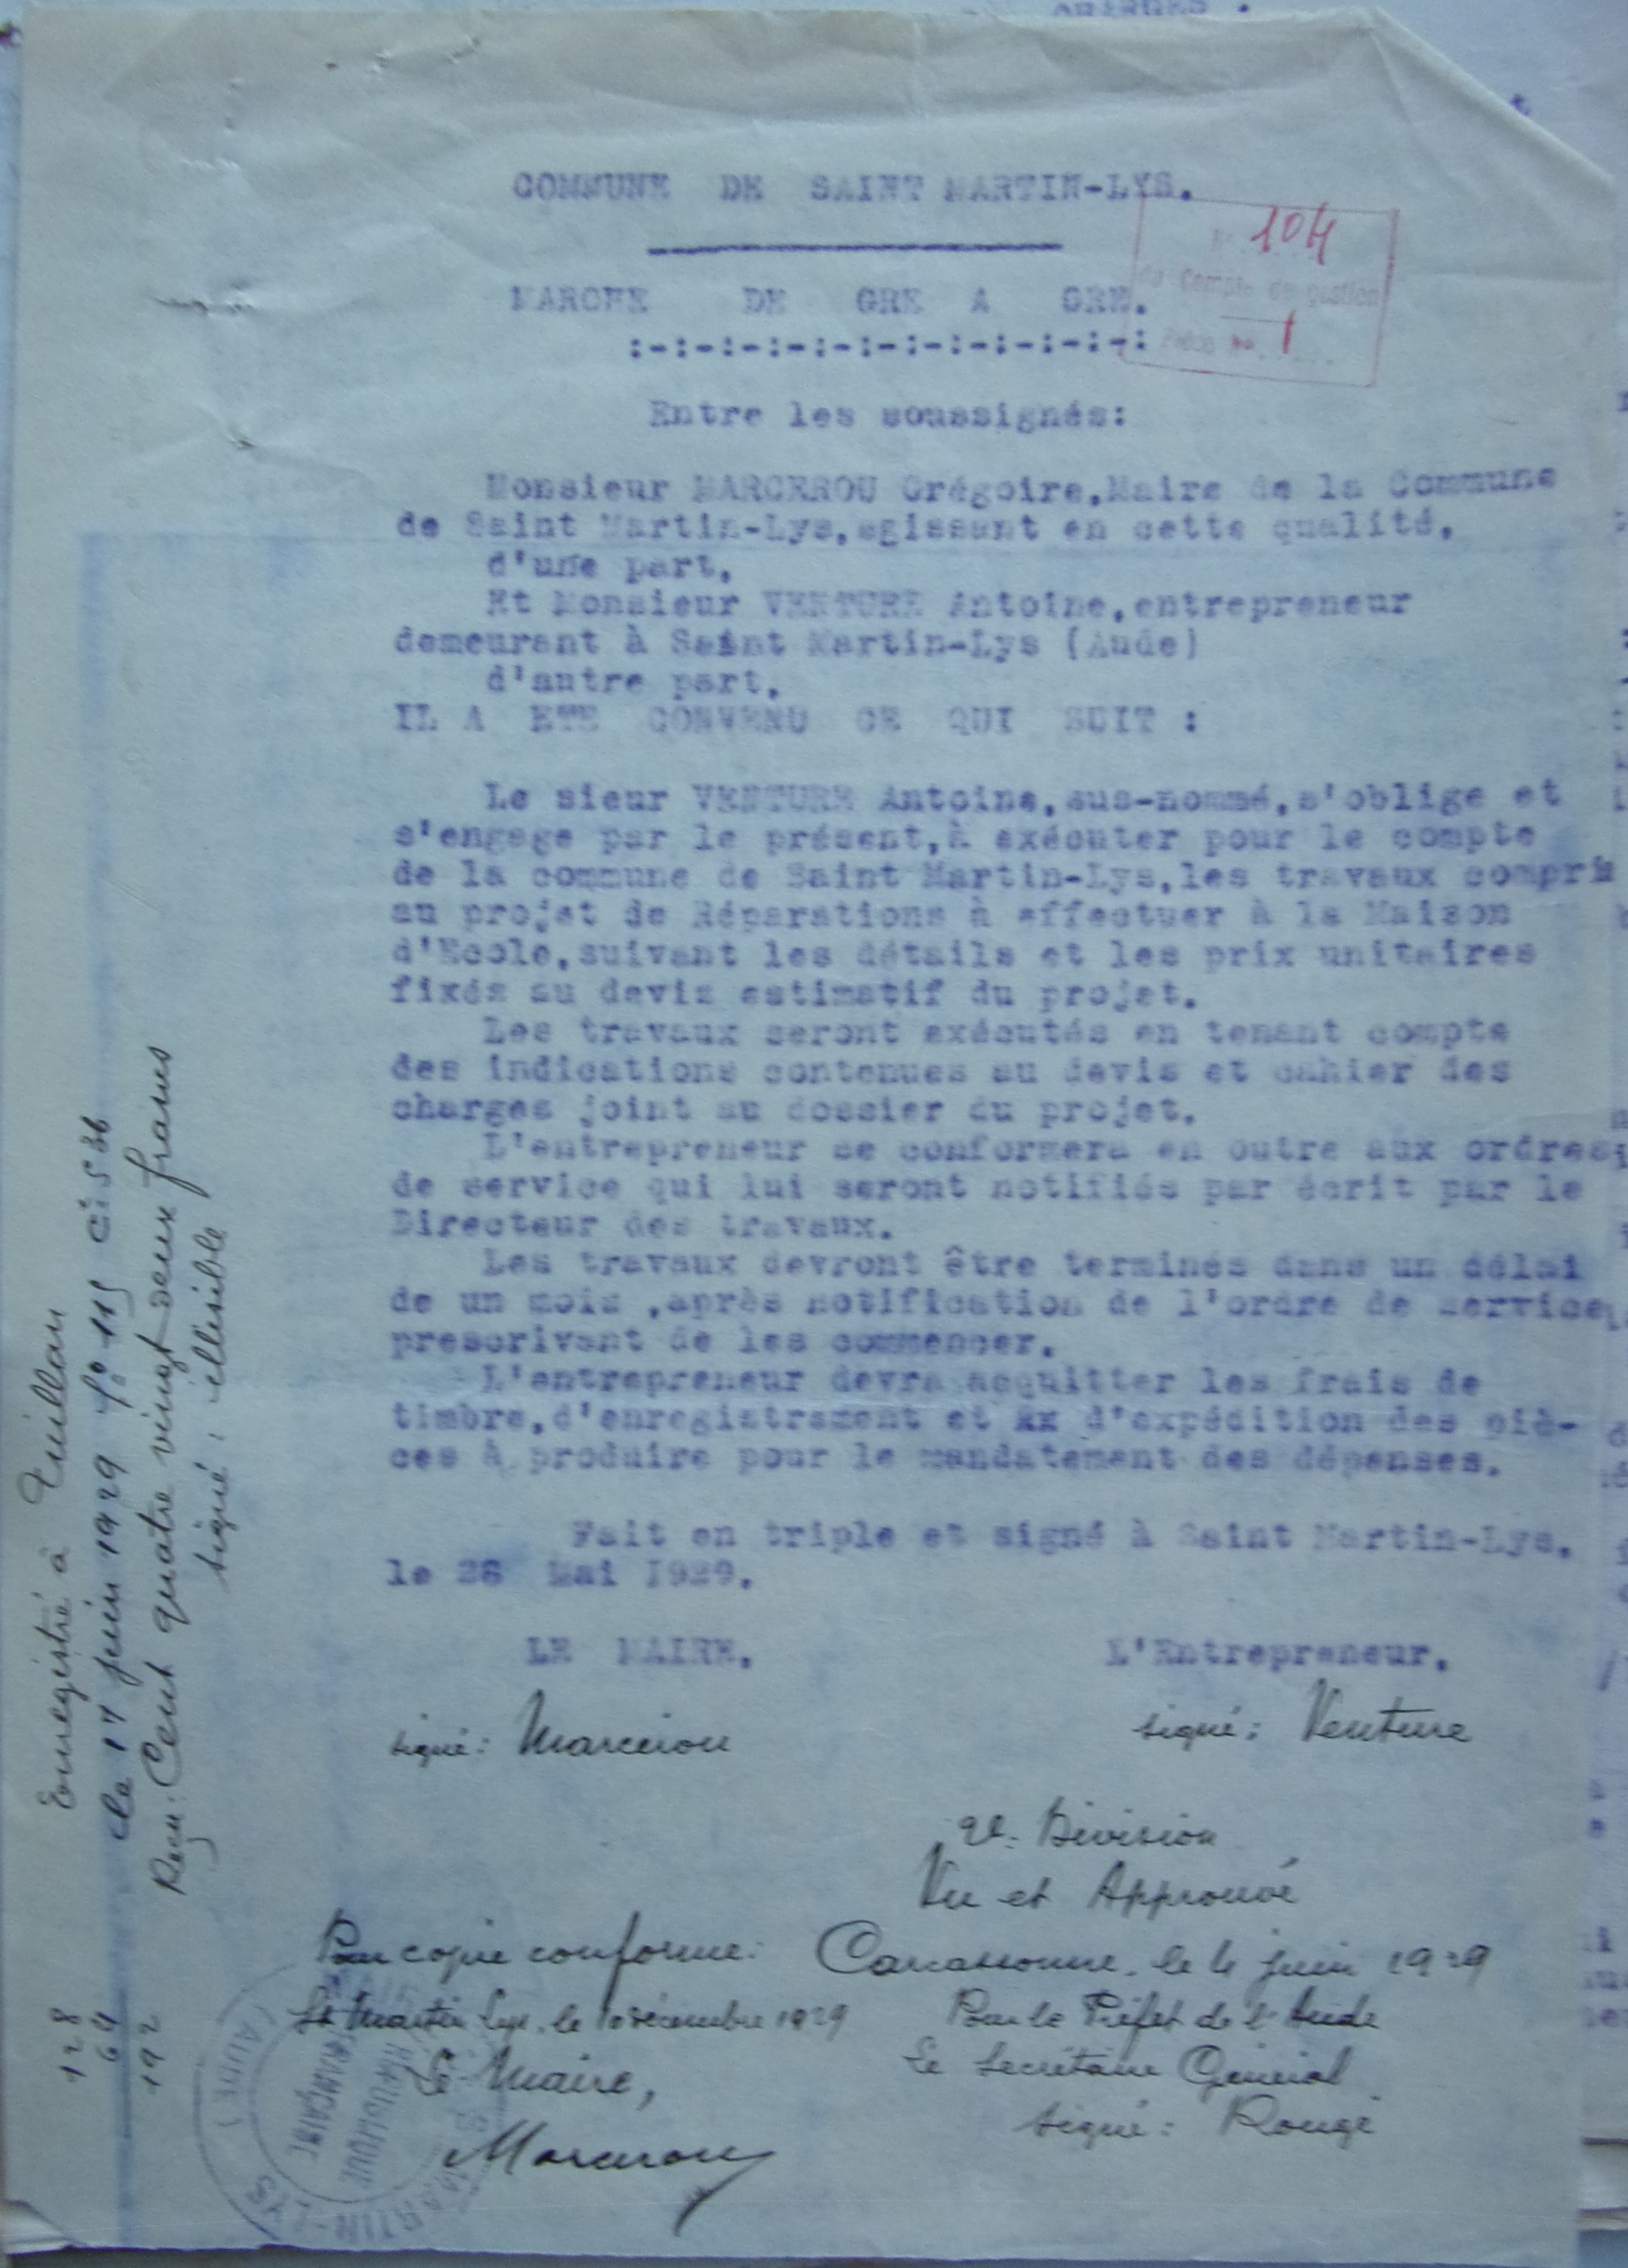 COMMUNE DE SAINT MARTIN-LYS.
N° 104
MARCHE DE GRE A GRE.
du Compte de gestion
:-:-:-:-:-:-:-:-:-:-:-:
Pièce No. 1
Entre les soussignés:
Monsieur MARCEROU Grégoire,Maire de la Commune
de Saint Martin-Lys,agissant en cette qualité,
d'une part,
Et Monsieur VENTURE Antoine,entrepreneur
demeurant à Saint Martin-Lys (Aude)
d'autre part,
IL A ETE CONVENU CE QUI SUIT :
Le sieur VENTURE Antoine,sus-nommé,s'oblige et
s'engage par le présent,à exécuter pour le compte
de la commune de Saint Martin-Lys,les travaux compris
au projet de Réparations à effectuer à la Maison
d'Ecole,suivant les détails et les prix unitaires
fixés au devis estimatif du projet.
Les travaux seront exécutés en tenant compte
des indications contenues au devis et cahier des
charges joint au dossier du projet.
L'entrepreneur se conformera en outre aux ordres
de service qui lui seront notifiés par écrit par le
Directeur des travaux.
Les travaux devront être terminés dans un délai
de un mois ,après notification de l'ordre de service
prescrivant de les commencer.
L'entrepreneur devra acquitter les frais de
timbre,d'enregistrement et xx d'expédition des piè-
ces à produire pour le mandatement des dépenses.
Fait en triple et signé à Saint Martin-Lys,
le 26 Mai 1929.
LE MAIRE.
L'Entrepreneur.
signé: Marcerou
signé: Venture
2e. Division
Vu et Approuvé
Pour copie conforme:
Carcassonne, le 4 juin 1929
St Martin Lys, le 10 décembre 1929
Pour le Préfet de l'Aude
Le Maire,
Le Secrétaire Général
signé: Rougé
Marcerou
Enregistré à Quillan
le 17 juin 1929 f° 115 c: 536
Reçu: Cent quatre vingt deux francs
signé: illisible
128
64
192
RÉPUBLIQUE
FRANÇAISE
S MARTIN-LYS
(AUDE)